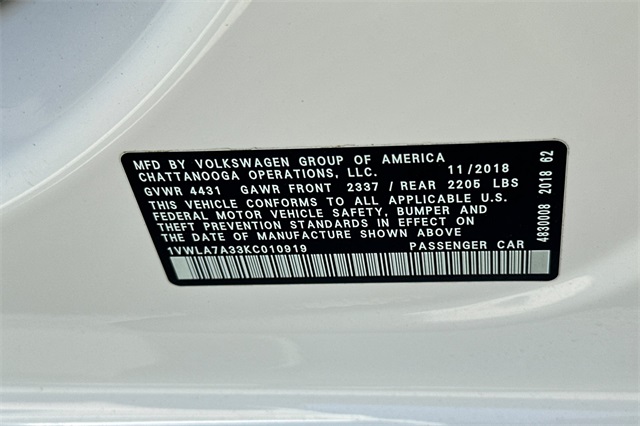 MFD BY VOLKSWAGEN GROUP OF AMERICA
CHATTANOOGA OPERATIONS, LLC. 11/2018
GVWR 4431 GAWR FRONT 2337 / REAR 2205 LBS
THIS VEHICLE CONFORMS TO ALL APPLICABLE U.S.
FEDERAL MOTOR VEHICLE SAFETY, BUMPER AND
THEFT PREVENTION STANDARDS IN EFFECT ON
THE DATE OF MANUFACTURE SHOWN ABOVE
1VWLA7A33KC010919 PASSENGER CAR
4830008 2018 62